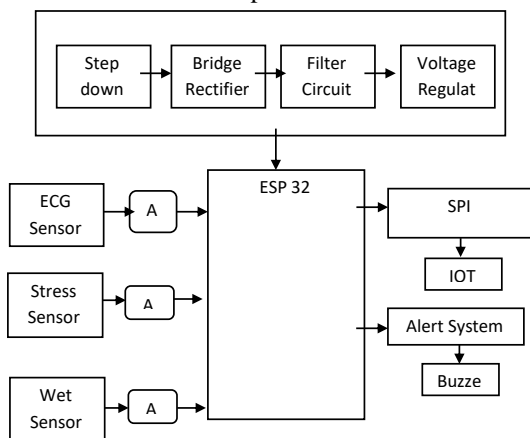 Step
down
Bridge
Rectifier
Filter
Circuit
Voltage
Regulat
ESP 32
ECG
Sensor
A
SPI
IOT
Stress
Sensor
A
Alert System
Buzze
Wet
Sensor
A